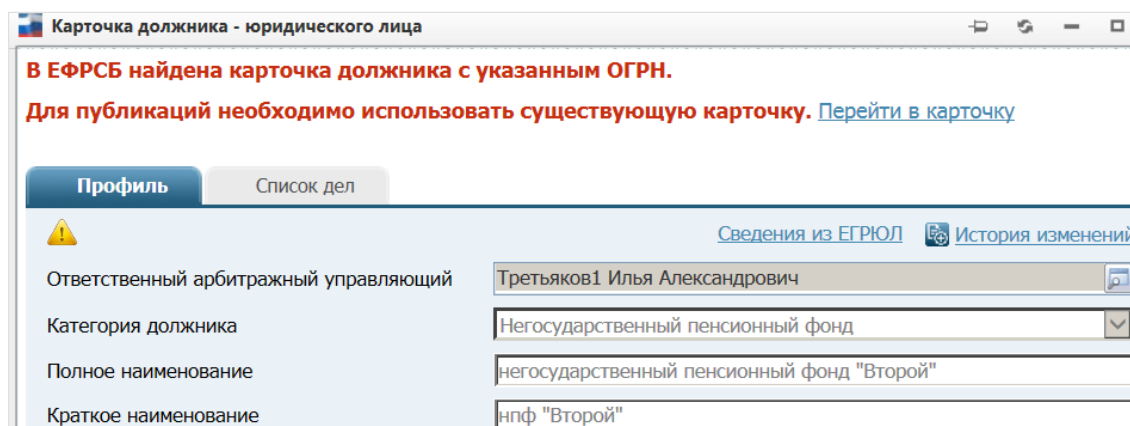 Карточка должника - юридического лица
В ЕФРСБ найдена карточка должника с указанным ОГРН.
Для публикаций необходимо использовать существующую карточку. Перейти в карточку
Профиль Список дел
Сведения из ЕГРЮЛ История изменений
Ответственный арбитражный управляющий Третьяков1 Илья Александрович
Категория должника Негосударственный пенсионный фонд
Полное наименование негосударственный пенсионный фонд "Второй"
Краткое наименование нпф "Второй"